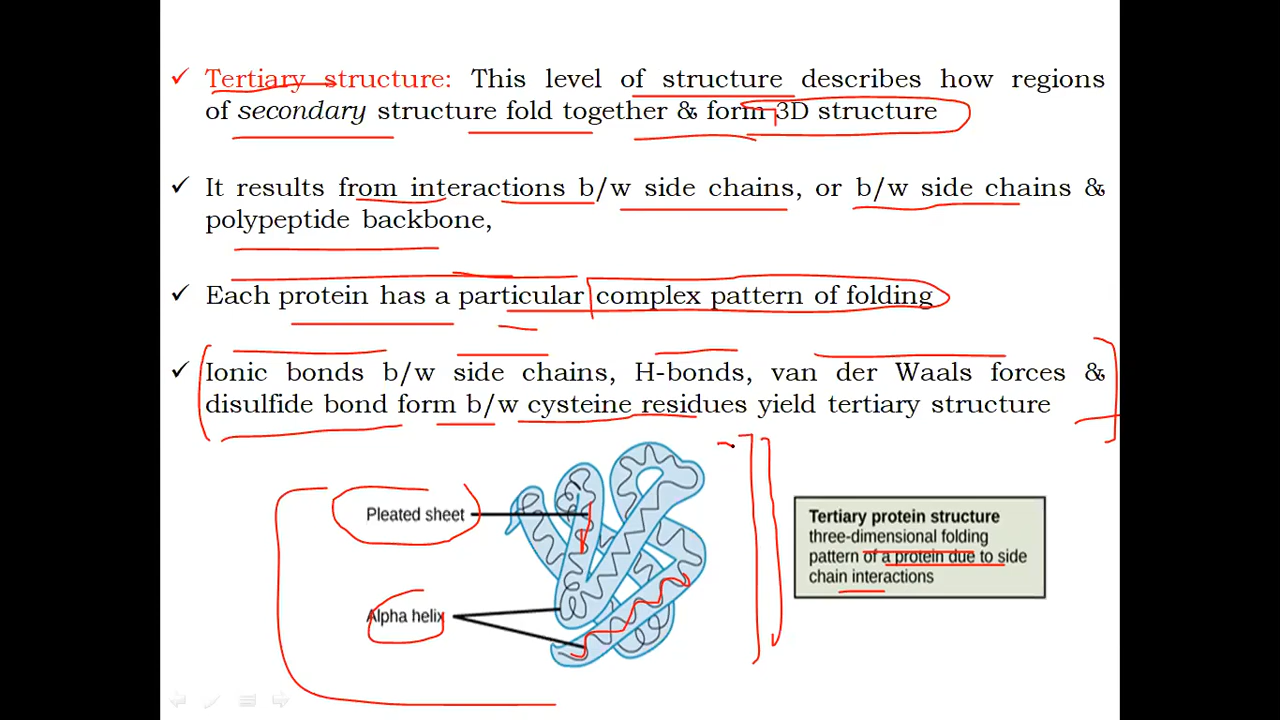 ✓ Tertiary structure: This level of structure describes how regions
of secondary structure fold together & form 3D structure
✓ It results from interactions b/w side chains, or b/w side chains &
polypeptide backbone,
✓ Each protein has a particular complex pattern of folding
✓ Ionic bonds b/w side chains, H-bonds, van der Waals forces &
disulfide bond form b/w cysteine residues yield tertiary structure
Pleated sheet
Alpha helix
Tertiary protein structure
three-dimensional folding
pattern of a protein due to side
chain interactions